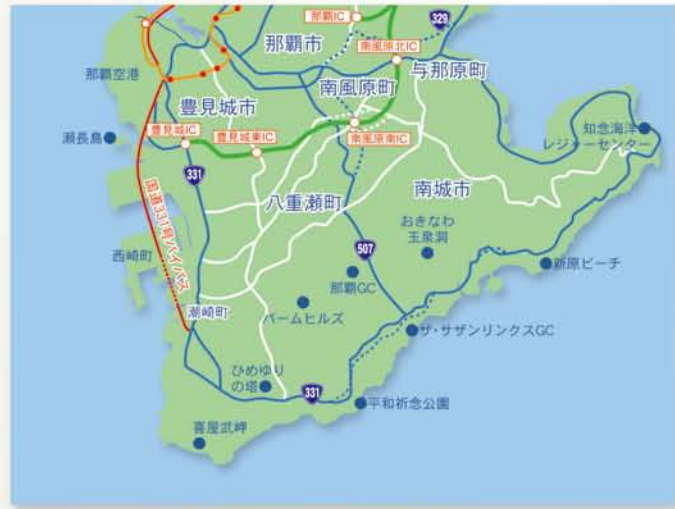 那覇IC
329
那覇市
南風原北IC
与那原町
那覇空港
南風原町
豊見城市
知念海洋
レジャーセンター
瀬長島
豊見城IC
豊見城東IC
南風原南IC
331
国道331号バイパス
八重瀬町
南城市
おきなわ
玉泉洞
507
西崎町
那覇GC
新原ビーチ
潮崎町
パームヒルズ
ザ・サザンリンクスGC
ひめゆり
の塔
331
平和祈念公園
喜屋武岬